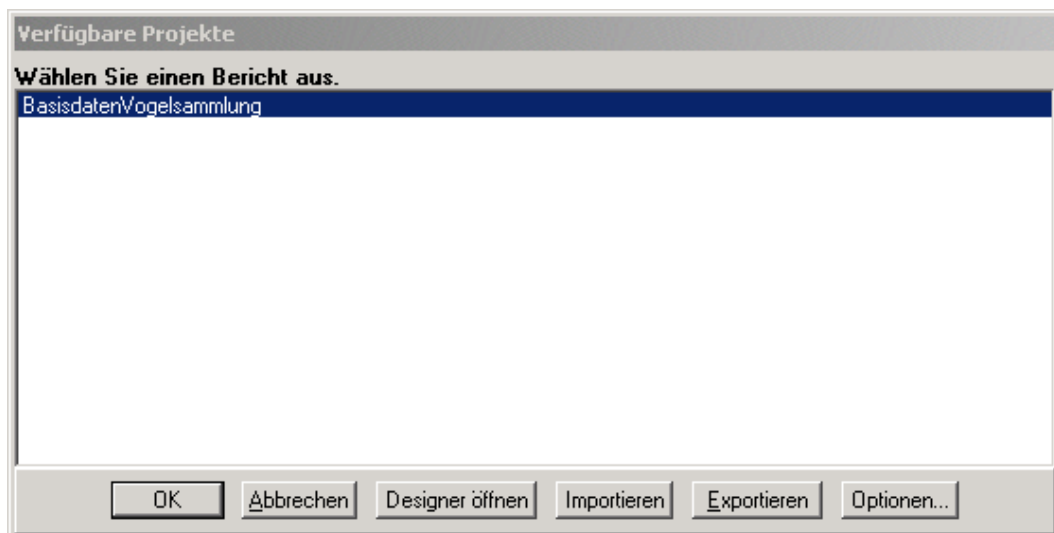 Verfügbare Projekte
Wählen Sie einen Bericht aus.
BasisdatenVogelsammlung
OK Abbrechen Designer öffnen Importieren Exportieren Optionen...